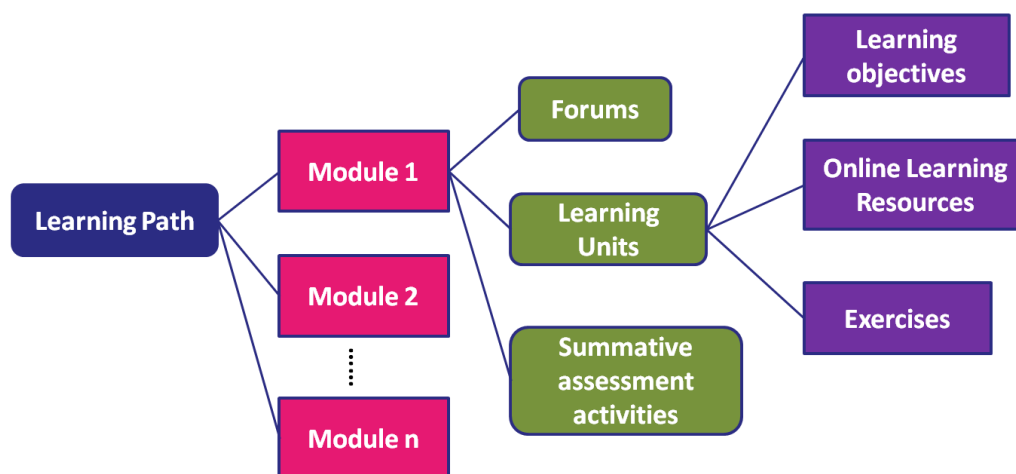 Learning Path
Module 1
Module 2
Module n
Forums
Learning
Units
Summative
assessment
activities
Learning
objectives
Online Learning
Resources
Exercises